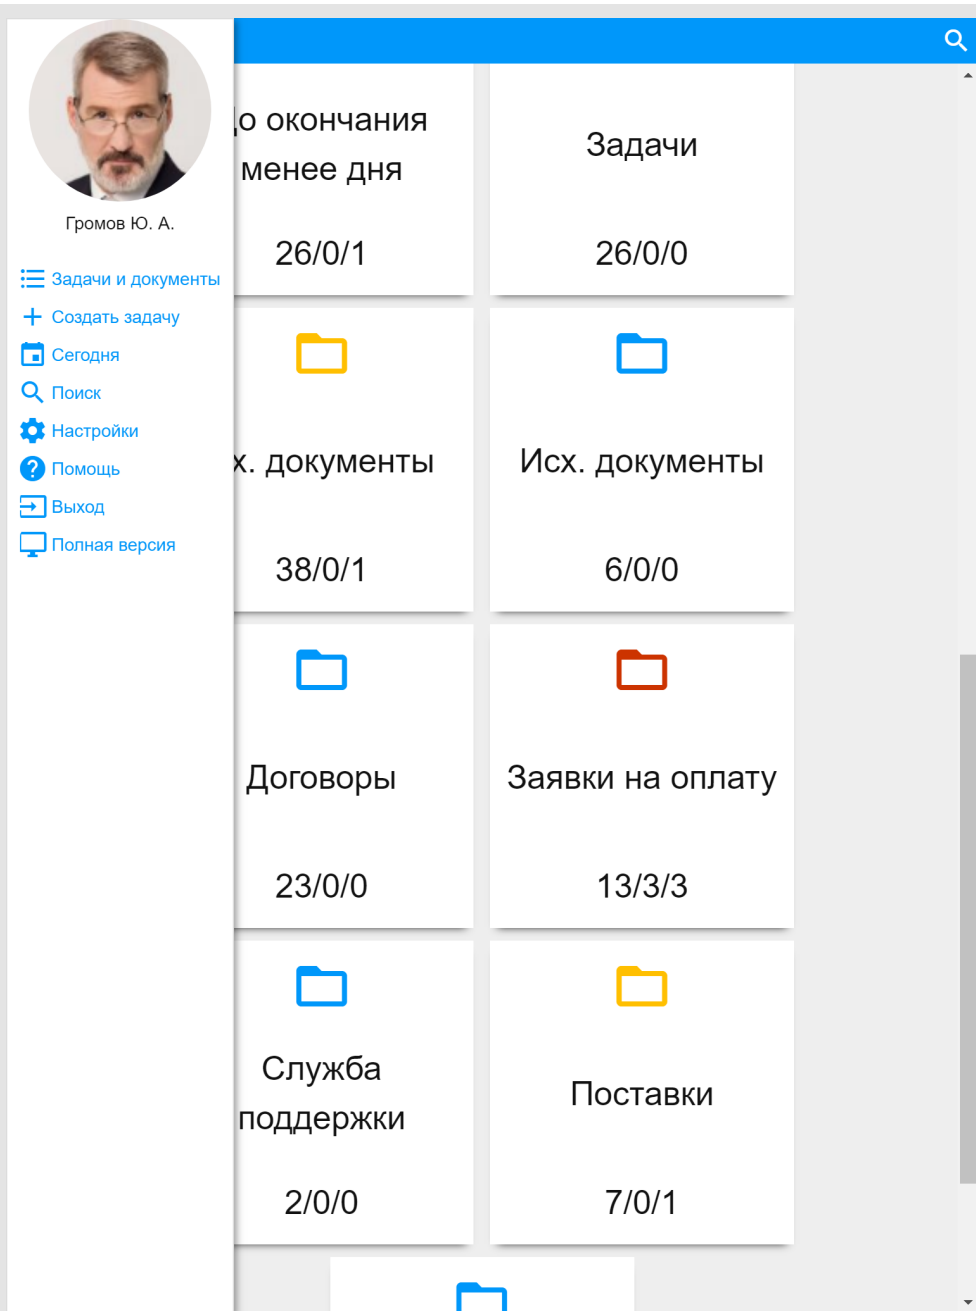 Громов Ю. А.
Задачи и документы
Создать задачу
Сегодня
Поиск
Настройки
Помощь
Выход
Полная версия
о окончания
менее дня
26/0/1
Задачи
26/0/0
х. документы
38/0/1
Исх. документы
6/0/0
Договоры
23/0/0
Заявки на оплату
13/3/3
Служба
поддержки
2/0/0
Поставки
7/0/1